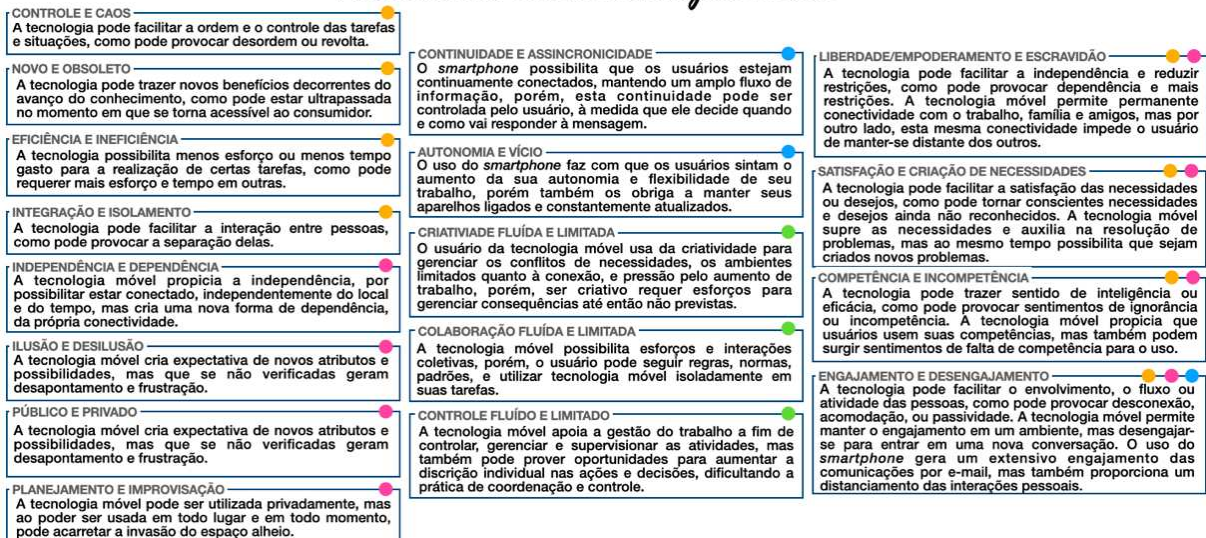 CONTROLE E CAOS
A tecnologia pode facilitar a ordem e o controle das tarefas
e situações, como pode provocar desordem ou revolta.
NOVO E OBSOLETO
A tecnologia pode trazer novos benefícios decorrentes do
avanço do conhecimento, como pode estar ultrapassada
no momento em que se torna acessível ao consumidor.
EFICIÊNCIA E INEFICIÊNCIA
A tecnologia possibilita menos esforço ou menos tempo
gasto para a realização de certas tarefas, como pode
requerer mais esforço e tempo em outras.
INTEGRAÇÃO E ISOLAMENTO
A tecnologia pode facilitar a interação entre pessoas,
como pode provocar a separação delas.
INDEPENDÊNCIA E DEPENDÊNCIA
A tecnologia móvel propicia a independência, por
possibilitar estar conectado, independentemente do local
e do tempo, mas cria uma nova forma de dependência,
da própria conectividade.
ILUSÃO E DESILUSÃO
A tecnologia móvel cria expectativa de novos atributos e
possibilidades, mas que se não verificadas geram
desapontamento e frustração.
PÚBLICO E PRIVADO
A tecnologia móvel cria expectativa de novos atributos e
possibilidades, mas que se não verificadas geram
desapontamento e frustração.
PLANEJAMENTO E IMPROVISAÇÃO
A tecnologia móvel pode ser utilizada privadamente, mas
ao poder ser usada em todo lugar e em todo momento,
pode acarretar a invasão do espaço alheio.
CONTINUIDADE E ASSINCRONICIDADE
O smartphone possibilita que os usuários estejam
continuamente conectados, mantendo um amplo fluxo de
informação, porém, esta continuidade pode ser
controlada pelo usuário, à medida que ele decide quando
e como vai responder à mensagem.
AUTONOMIA E VÍCIO
O uso do smartphone faz com que os usuários sintam o
aumento da sua autonomia e flexibilidade de seu
trabalho, porém também os obriga a manter seus
aparelhos ligados e constantemente atualizados.
CRIATIVIADE FLUÍDA E LIMITADA
O usuário da tecnologia móvel usa da criatividade para
gerenciar os conflitos de necessidades, os ambientes
limitados quanto à conexão, e pressão pelo aumento de
trabalho, porém, ser criativo requer esforços para
gerenciar consequências até então não previstas.
COLABORAÇÃO FLUÍDA E LIMITADA
A tecnologia móvel possibilita esforços e interações
coletivas, porém, o usuário pode seguir regras, normas,
padrões, e utilizar tecnologia móvel isoladamente em
suas tarefas.
CONTROLE FLUÍDO E LIMITADO
A tecnologia móvel apoia a gestão do trabalho a fim de
controlar, gerenciar e supervisionar as atividades, mas
também pode prover oportunidades para aumentar a
discrição individual nas ações e decisões, dificultando a
prática de coordenação e controle.
LIBERDADE/EMPODERAMENTO E ESCRAVIDÃO
A tecnologia pode facilitar a independência e reduzir
restrições, como pode provocar dependência e mais
restrições. A tecnologia móvel permite permanente
conectividade com o trabalho, família e amigos, mas por
outro lado, esta mesma conectividade impede o usuário
de manter-se distante dos outros.
SATISFAÇÃO E CRIAÇÃO DE NECESSIDADES
A tecnologia pode facilitar a satisfação das necessidades
ou desejos, como pode tornar conscientes necessidades
e desejos ainda não reconhecidos. A tecnologia móvel
supre as necessidades e auxilia na resolução de
problemas, mas ao mesmo tempo possibilita que sejam
criados novos problemas.
COMPETÊNCIA E INCOMPETÊNCIA
A tecnologia pode trazer sentido de inteligência ou
eficácia, como pode provocar sentimentos de ignorância
ou incompetência. A tecnologia móvel propicia que
usuários usem suas competências, mas também podem
surgir sentimentos de falta de competência para o uso.
ENGAJAMENTO E DESENGAJAMENTO
A tecnologia pode facilitar o envolvimento, o fluxo ou
atividade das pessoas, como pode provocar desconexão,
acomodação, ou passividade. A tecnologia móvel permite
manter o engajamento em um ambiente, mas desengajar-
se para entrar em uma nova conversação. O uso do
smartphone gera um extensivo engajamento das
comunicações por e-mail, mas também proporciona um
distanciamento das interações pessoais.